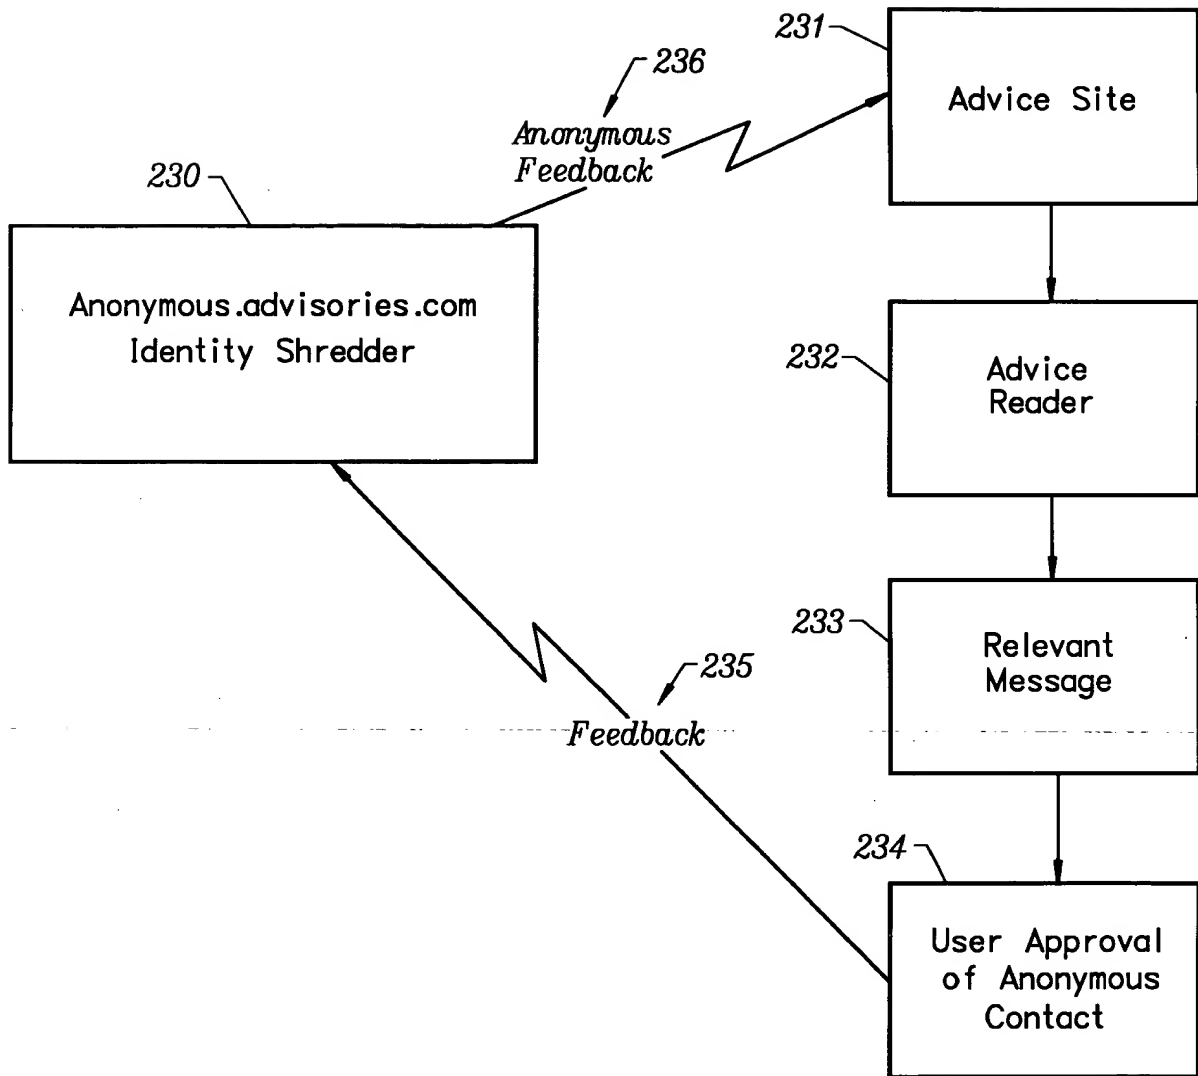 231
Advice Site
236
Anonymous
Feedback
230
Anonymous.advisories.com
Identity Shredder
232
Advice
Reader
233
Relevant
Message
235
Feedback
234
User Approval
of Anonymous
Contact